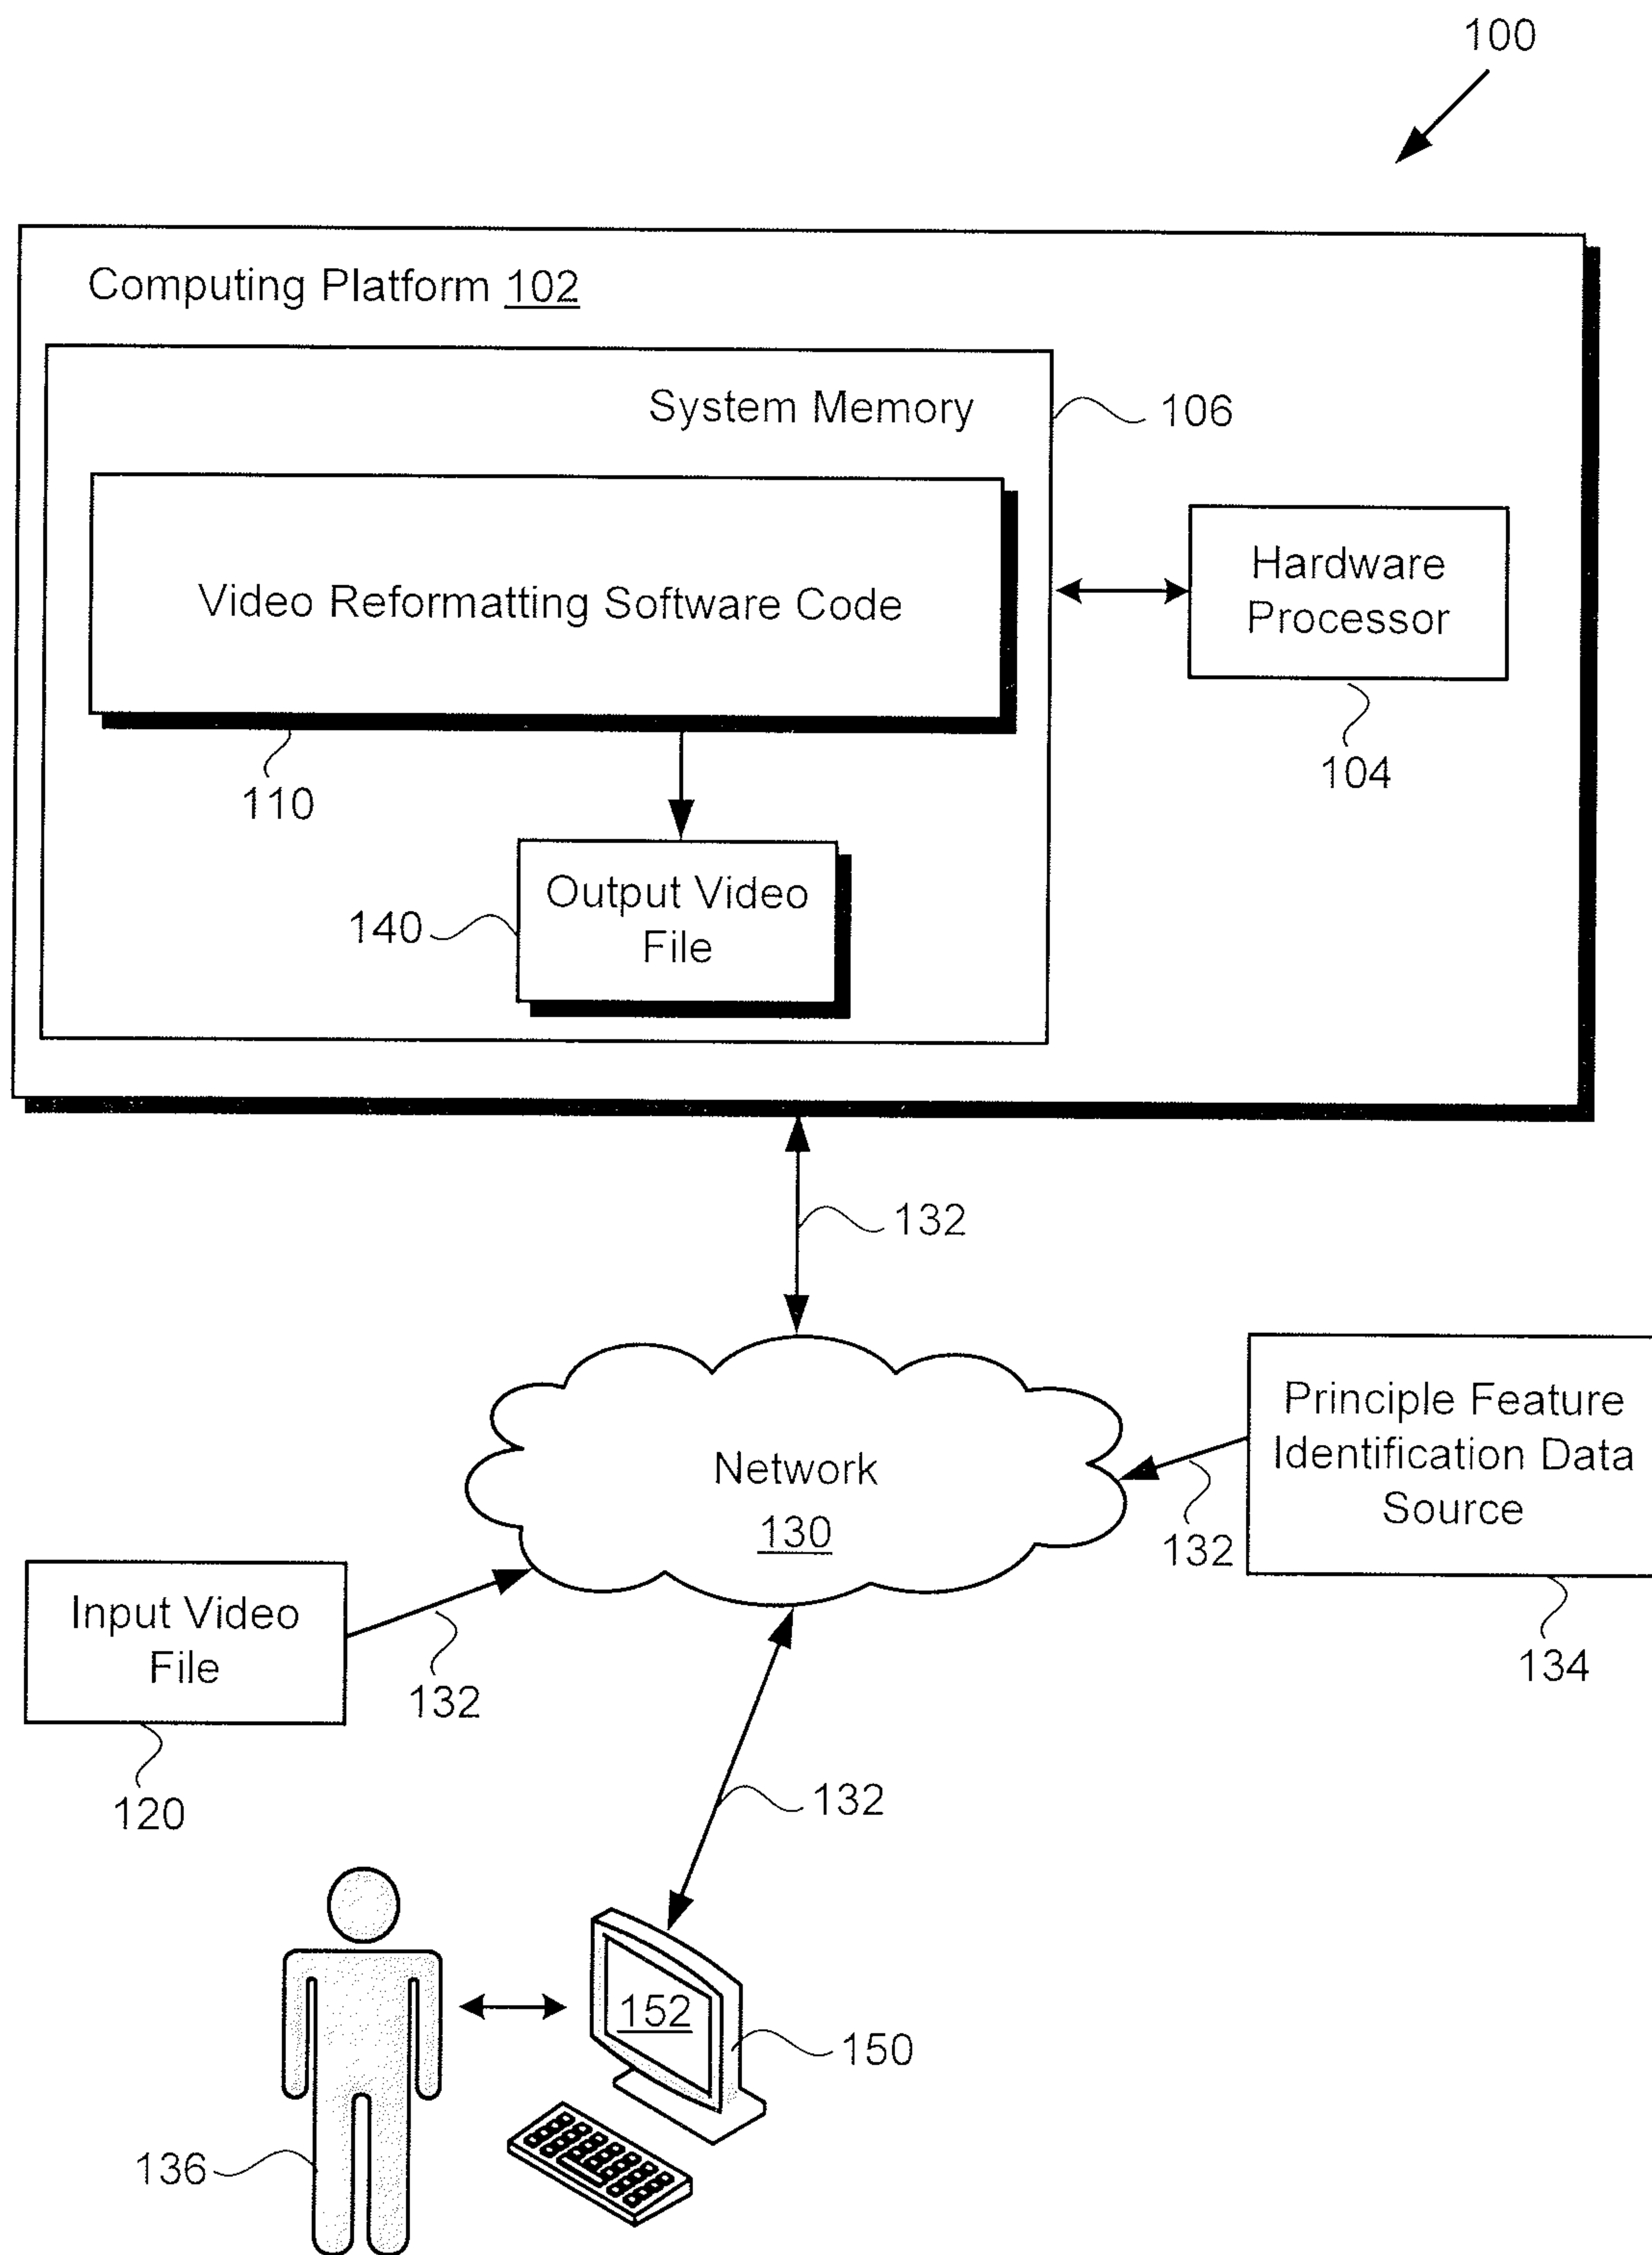 100
Computing Platform 102
System Memory
106
Video Reformatting Software Code
Hardware
Processor
110
104
Output Video
File
140
132
Principle Feature
Identification Data
Source
Network
130
132
Input Video
File
132
134
120
132
152
150
136